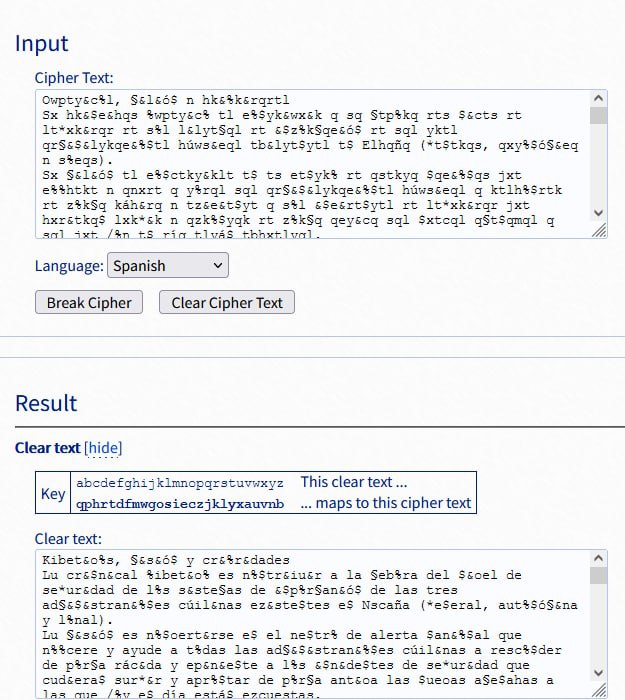 Input
Cipher Text:
Owpty&c%l, §&l&ó$ n hk&%k&rqrtl
Sx hk&$e&hqs %wpty&c% tl e%$yk&wx&k q sq §tp%kq rts $&cts rt
lt*xk&rqr rt s%l l&lyt§ql rt &$z%k§qe&ó$ rt sql yktl
qr§&$&$lykqe&%$tl húws&eql tb&lyt$ytl t$ Elhqñq (*t$tkqs, qxy%$ó§&eq
n s%eqs).
Sx §&l&ó$ tl e%$ctky&klt t$ ts et$yk% rt qstkyq $qe&%$qs jxt
e%%htkt n qnxrt q y%rql sql qr§&$&$lykqe&%$tl húws&eql q ktlh%$rtk
rt z%k§q káh&rq n tz&e&t$yt q s%l &$e&rt$ytl rt lt*xk&rqr jxt
hxr&tkq$ lxk*&k n qzk%$yqk rt z%k§q qey&cq sql $xtcql q§t$qmql q
sql jxt /%n t$ ríq tlyá$ tbhxtlyql.
Language: Spanish
Break Cipher Clear Cipher Text
Result
Clear text [hide]
Key abcdefghijklmnopqrstuvwxyz This clear text ...
qphrtdfmwgosieczjklyxauvnb ... maps to this cipher text
Clear text:
Kibet&o%s, §&s&ó$ y cr&%r&dades
Lu cr&$n&cal %ibet&o% es n%$tr&iu&r a la §eb%ra del $&oel de
se*ur&dad de l%s s&ste§as de &$p%r§an&ó$ de las tres
ad§&$&$stran&%$es cúil&nas ez&ste$tes e$ Nscaña (*e$eral, aut%$ó§&na
y l%nal).
Lu §&s&ó$ es n%$oert&rse e$ el ne$tr% de alerta $an&%$al que
n%%cere y ayude a t%das las ad§&$&$stran&%$es cúil&nas a resc%$der
de p%r§a rác&da y ep&n&e$te a l%s &$n&de$tes de se*ur&dad que
cud&era$ sur*&r y apr%$tar de p%r§a ant&oa las $ueoas a§e$ahas a
las que /%y e$ día está$ ezcuestas.